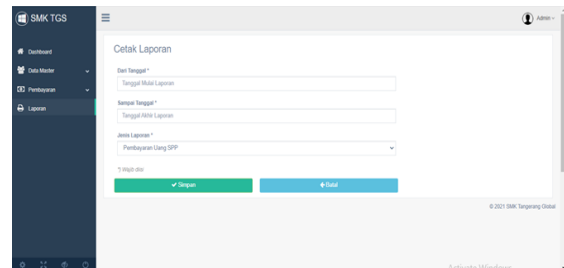 SMK TGS
Admin
Dashboard
Data Master
Pembayaran
Laporan
Cetak Laporan
Dari Tanggal *
Tanggal Mulai Laporan
Sampai Tanggal *
Tanggal Akhir Laporan
Jenis Laporan *
Pembayaran Uang SPP
*) Wajib diisi
Simpan
Batal
© 2021 SMK Tangerang Global
Activate Windows